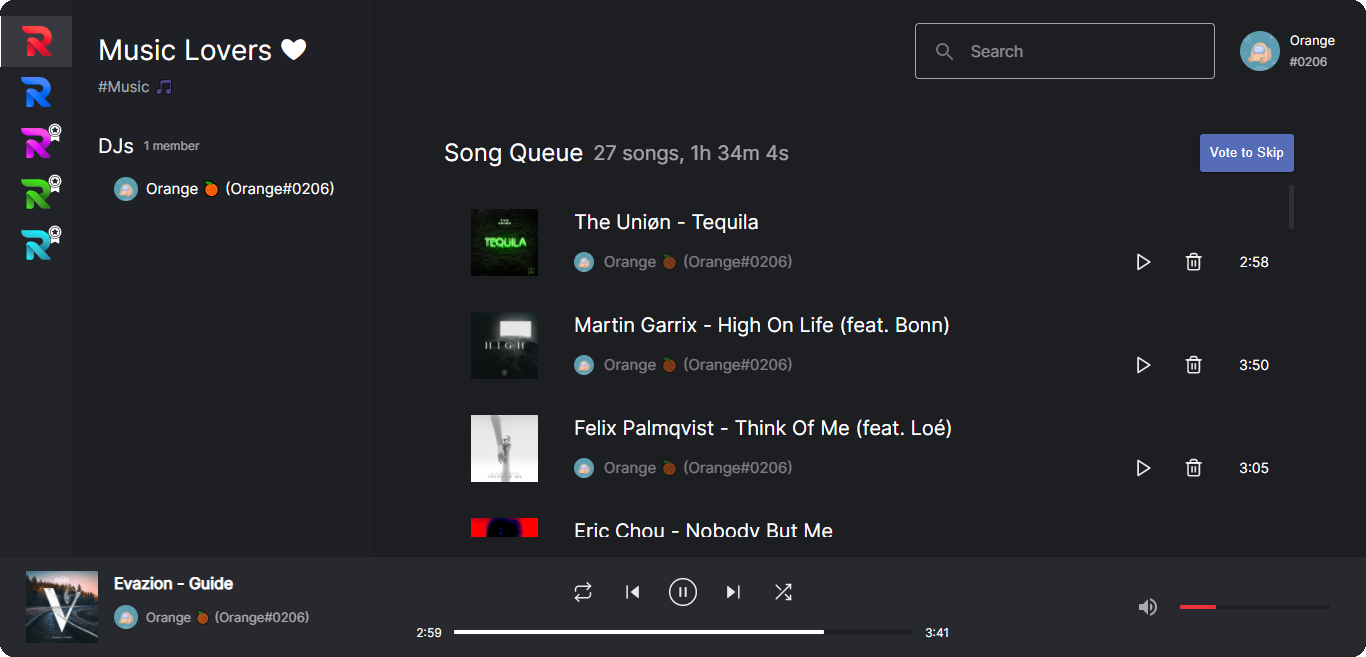 Music Lovers 🤍
#Music 🎵
DJs 1 member
Orange 🍊 (Orange#0206)
Search
Orange
#0206
Song Queue 27 songs, 1h 34m 4s
Vote to Skip
THE UNION
TEQUILA
The Uniøn - Tequila
Orange 🍊 (Orange#0206)
2:58
HIGH
Martin Garrix - High On Life (feat. Bonn)
Orange 🍊 (Orange#0206)
3:50
Felix Palmqvist - Think Of Me (feat. Loé)
Orange 🍊 (Orange#0206)
3:05
Eric Chou - Nobody But Me
Evazion - Guide
Orange 🍊 (Orange#0206)
2:59
3:41